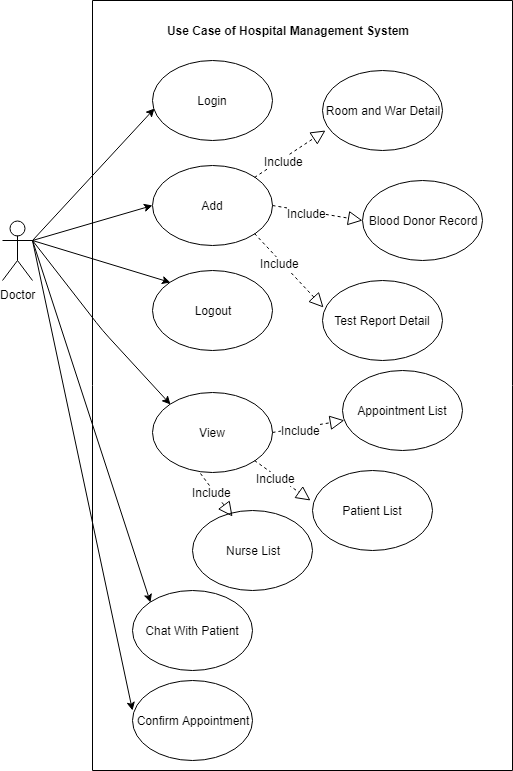 Use Case of Hospital Management System
Login
Room and War Detail
Include
Add
Include
Blood Donor Record
Include
Doctor
Logout
Test Report Detail
View
Include
Appointment List
Include
Include
Patient List
Nurse List
Chat With Patient
Confirm Appointment